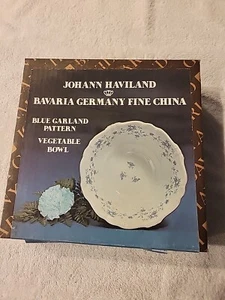 JOHANN HAVILAND
BAVARIA GERMANY FINE CHINA
BLUE GARLAND
PATTERN
VEGETABLE
BOWL